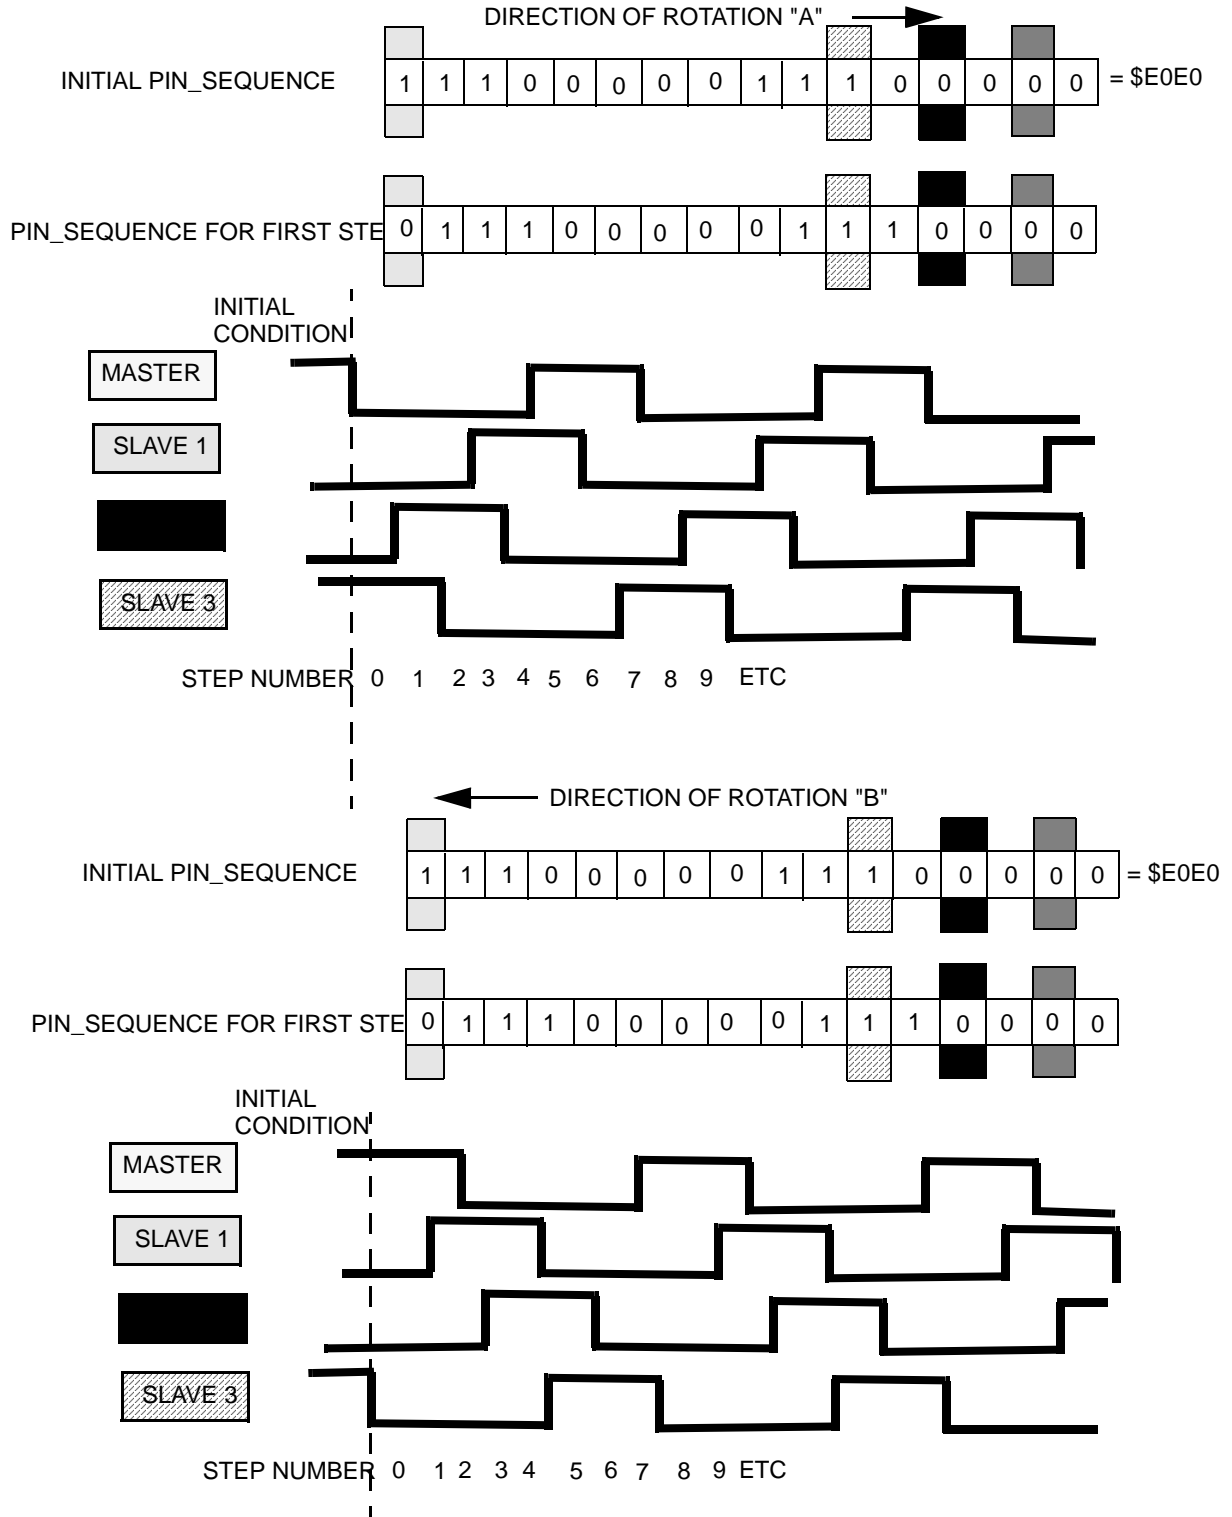 DIRECTION OF ROTATION "A"
INITIAL PIN_SEQUENCE 1 1 1 0 0 0 0 0 1 1 1 0 0 0 0 0 = $E0E0
PIN_SEQUENCE FOR FIRST STE 0 1 1 1 0 0 0 0 0 1 1 1 0 0 0 0
INITIAL
CONDITION
MASTER
SLAVE 1
SLAVE 3
STEP NUMBER 0 1 2 3 4 5 6 7 8 9 ETC
DIRECTION OF ROTATION "B"
INITIAL PIN_SEQUENCE 1 1 1 0 0 0 0 0 1 1 1 0 0 0 0 0 = $E0E0
PIN_SEQUENCE FOR FIRST STE 0 1 1 1 0 0 0 0 0 1 1 1 0 0 0 0
INITIAL
CONDITION
MASTER
SLAVE 1
SLAVE 3
STEP NUMBER 0 1 2 3 4 5 6 7 8 9 ETC